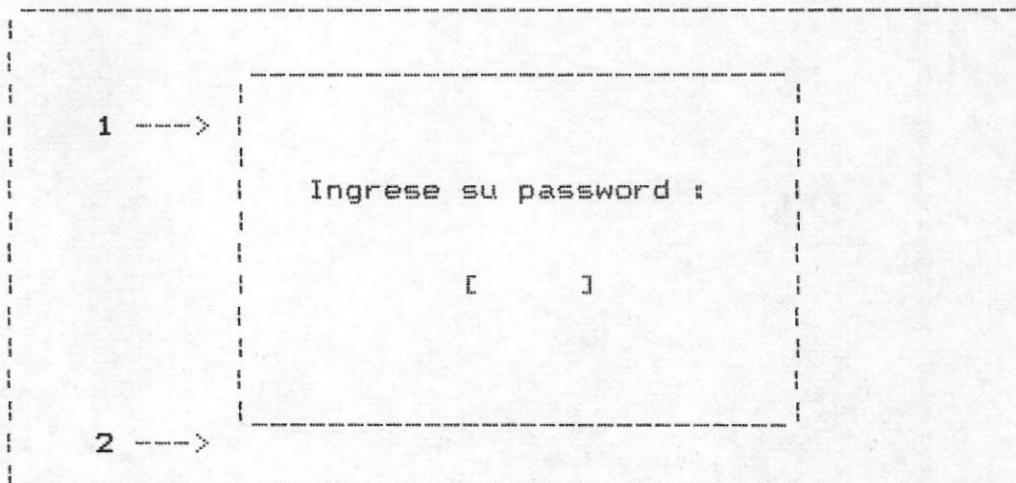 1 ---->
Ingrese su password :
[ ]
2 ---->